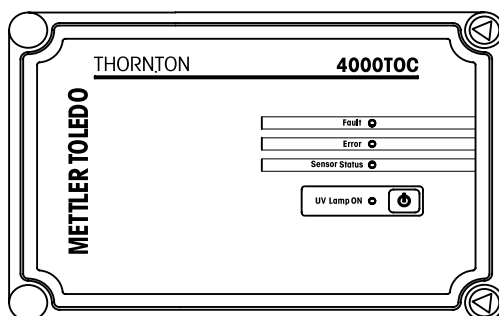 THORNTON 4000TOC
METTLER TOLEDO
Fault
Error
Sensor Status
UV Lamp ON